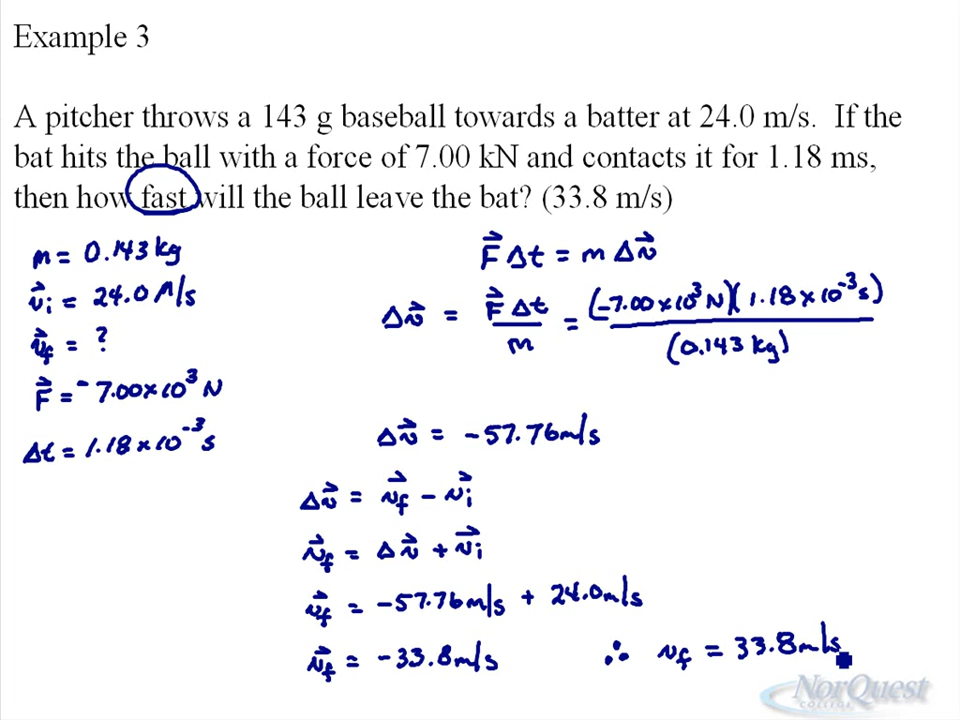 Example 3
A pitcher throws a 143 g baseball towards a batter at 24.0 m/s. If the
bat hits the ball with a force of 7.00 kN and contacts it for 1.18 ms,
then how fast will the ball leave the bat? (33.8 m/s)
m = 0.143 kg
v⃗i = 24.0 m/s
v⃗f = ?
F⃗ = -7.00 × 10³ N
Δt = 1.18 × 10⁻³ s
F⃗ Δt = m Δv⃗
Δv⃗ = F⃗ Δt / m = (-7.00 × 10³ N)(1.18 × 10⁻³ s) / (0.143 kg)
Δv⃗ = -57.76 m/s
Δv⃗ = v⃗f - v⃗i
v⃗f = Δv⃗ + v⃗i
v⃗f = -57.76 m/s + 24.0 m/s
v⃗f = -33.8 m/s
∴ vf = 33.8 m/s
NorQuest
COLLEGE